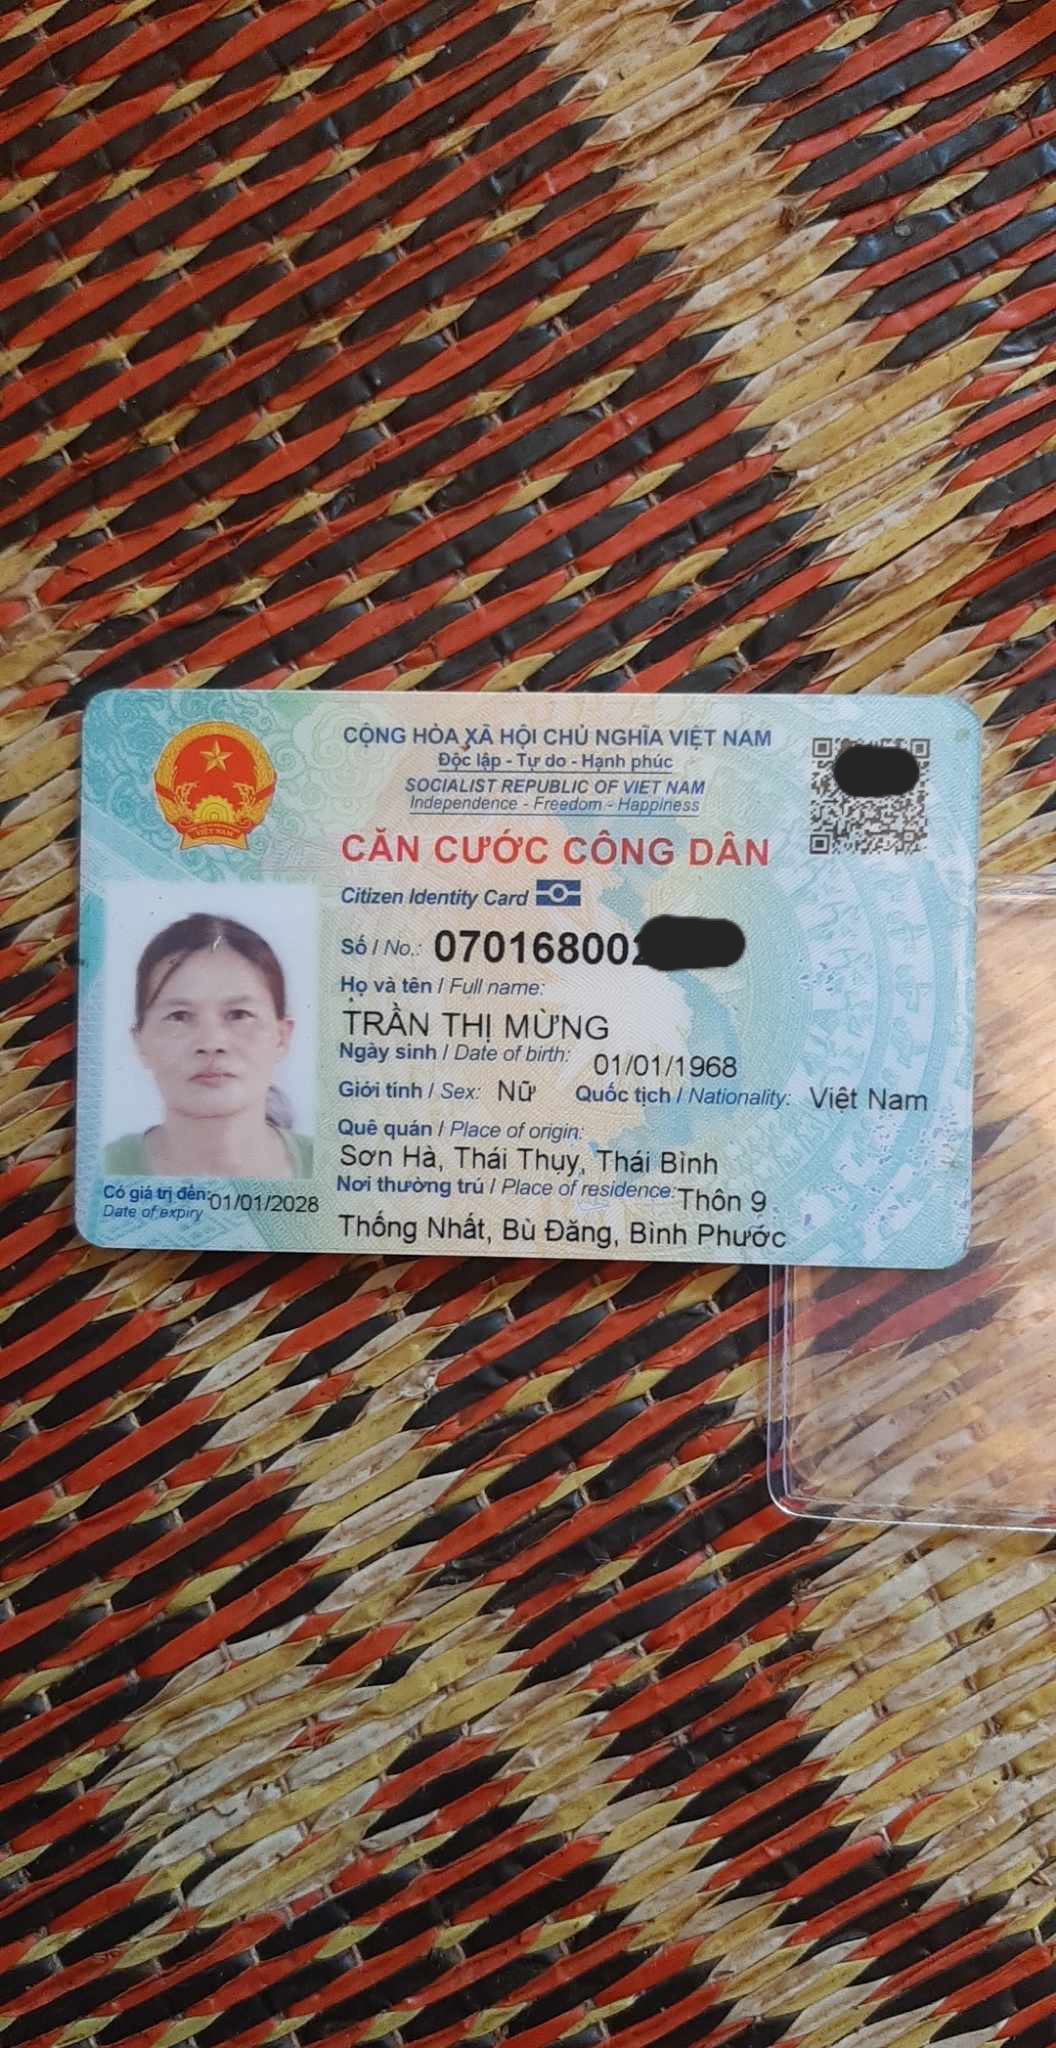 CỘNG HÒA XÃ HỘI CHỦ NGHĨA VIỆT NAM
Độc lập - Tự do - Hạnh phúc
SOCIALIST REPUBLIC OF VIET NAM
Independence - Freedom - Happiness
CĂN CƯỚC CÔNG DÂN
Citizen Identity Card
Số / No.: 070168002
Họ và tên / Full name:
TRẦN THỊ MỪNG
Ngày sinh / Date of birth: 01/01/1968
Giới tính / Sex: Nữ Quốc tịch / Nationality: Việt Nam
Quê quán / Place of origin:
Sơn Hà, Thái Thụy, Thái Bình
Nơi thường trú / Place of residence: Thôn 9
Thống Nhất, Bù Đăng, Bình Phước
Có giá trị đến: 01/01/2028
Date of expiry
VIỆT NAM